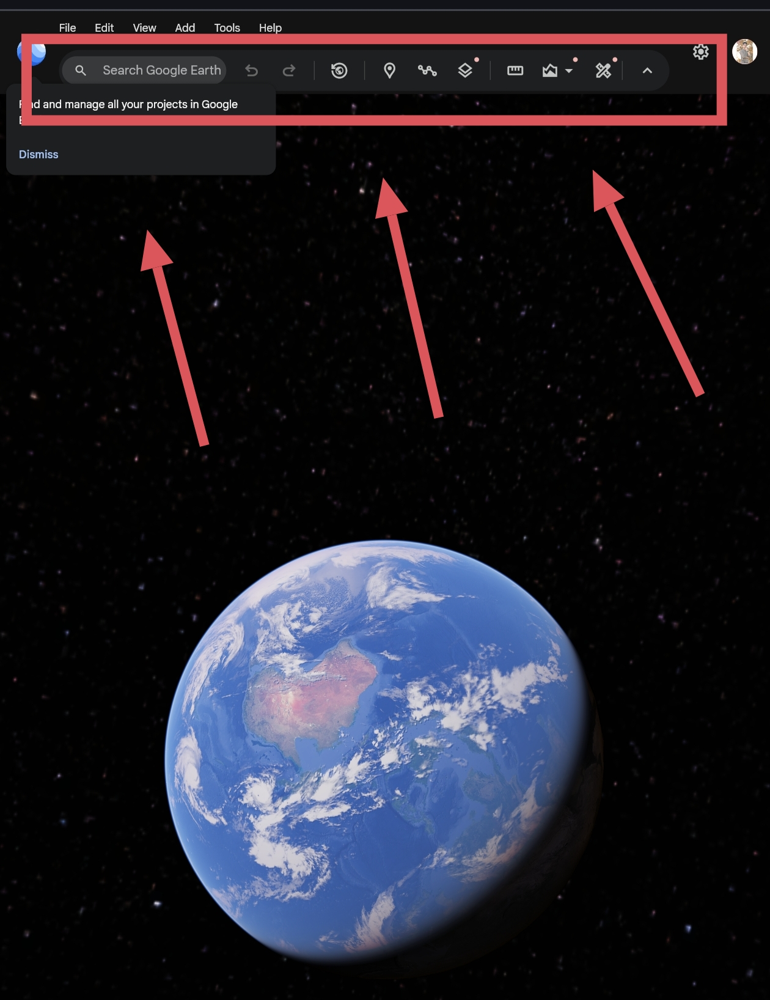 File Edit View Add Tools Help
Search Google Earth
and manage all your projects in Google
Dismiss